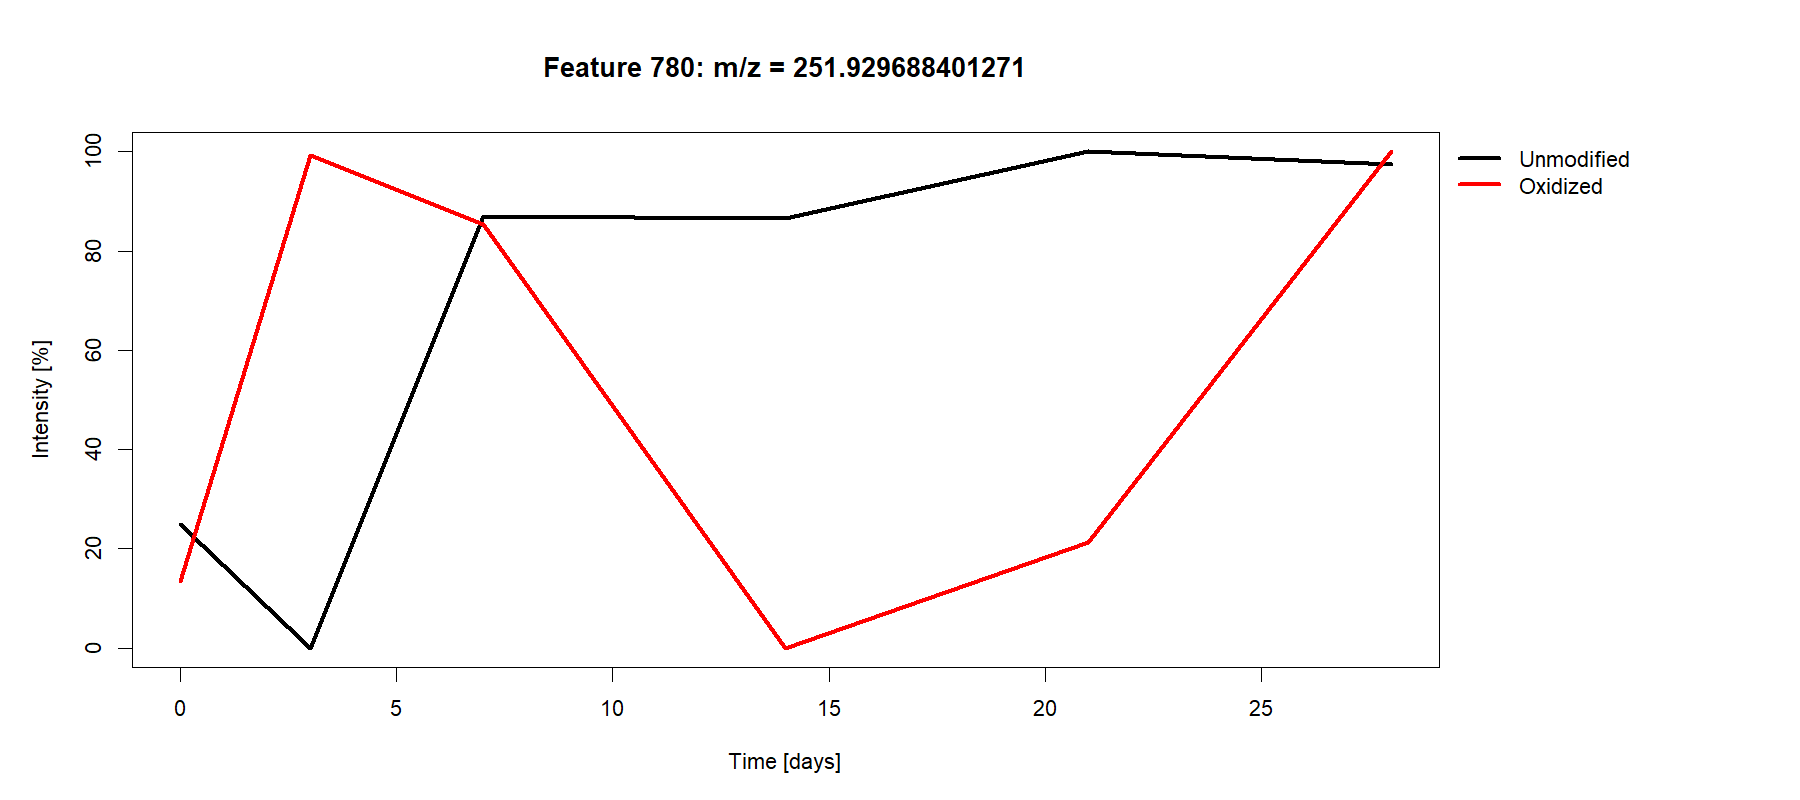 Feature 780: m/z = 251.929688401271
Unmodified
Oxidized
Intensity [%]
100
80
60
40
20
0
0 5 10 15 20 25
Time [days]